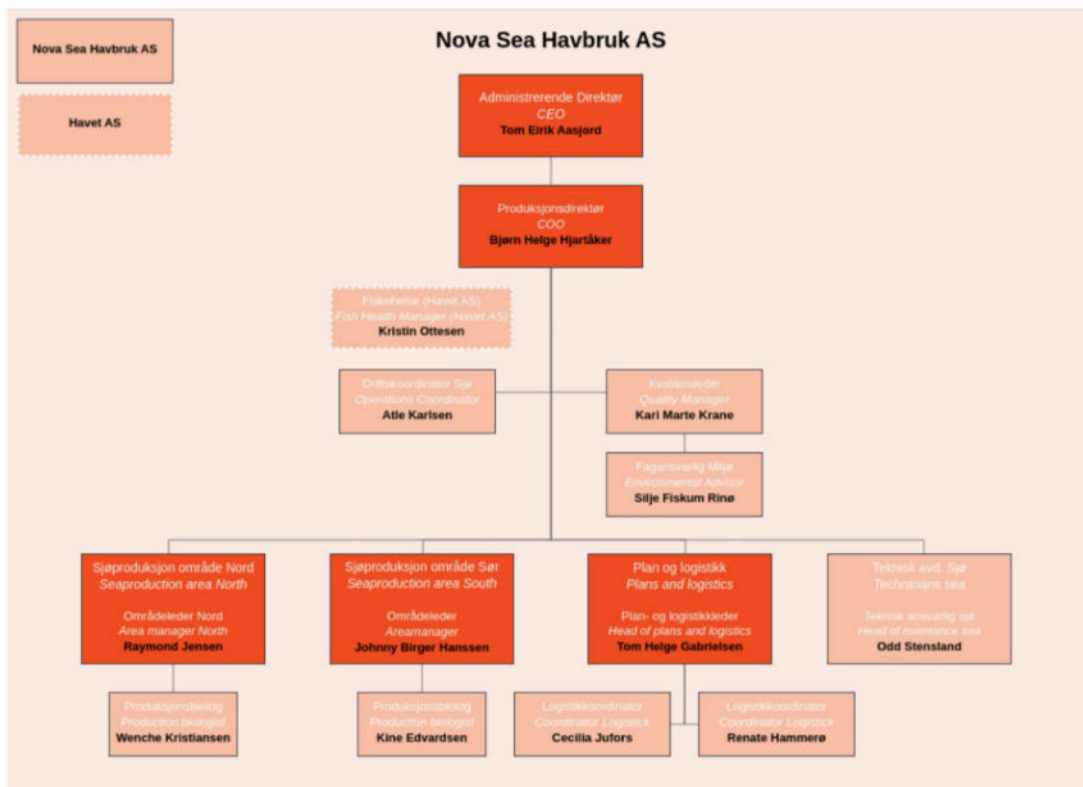 Nova Sea Havbruk AS
Nova Sea Havbruk AS
Havet AS
Administrerende Direktør
CEO
Tom Eirik Aasjord
Produksjonsdirektør
COO
Bjørn Helge Hjartåker
Fiskehelse (Havet AS)
Fish Health Manager (Havet AS)
Kristin Ottesen
Driftskoordinator Sjø
Operations Coordinator
Atle Karlsen
Kvalitetsleder
Quality Manager
Kari Marte Krane
Fagansvarlig Miljø
Environmental Advisor
Silje Fiskum Rinø
Sjøproduksjon område Nord
Seaproduction area North
Områdeleder Nord
Area manager North
Raymond Jensen
Sjøproduksjon område Sør
Seaproduction area South
Områdeleder
Areamanager
Johnny Birger Hanssen
Plan og logistikk
Plans and logistics
Plan- og logistikkleder
Head of plans and logistics
Tom Helge Gabrielsen
Teknisk avd. Sjø
Technicians sea
Teknisk ansvarlig sjø
Head of maintance sea
Odd Stensland
Produksjonsbiolog
Production biologist
Wenche Kristiansen
Produksjonsbiolog
Production biologist
Kine Edvardsen
Logistikkoordinator
Coordinator Logistick
Cecilia Jufors
Logistikkoordinator
Coordinator Logistick
Renate Hammerø